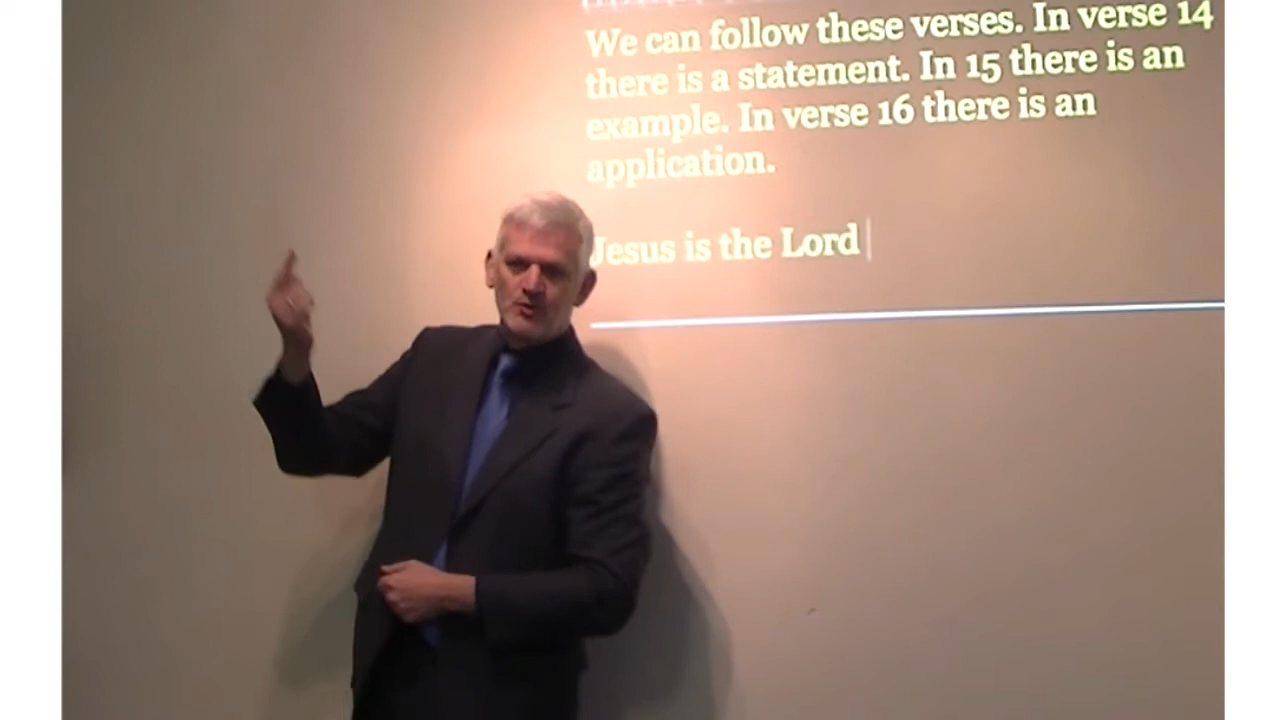 We can follow these verses. In verse 14
there is a statement. In 15 there is an
example. In verse 16 there is an
application.
Jesus is the Lord